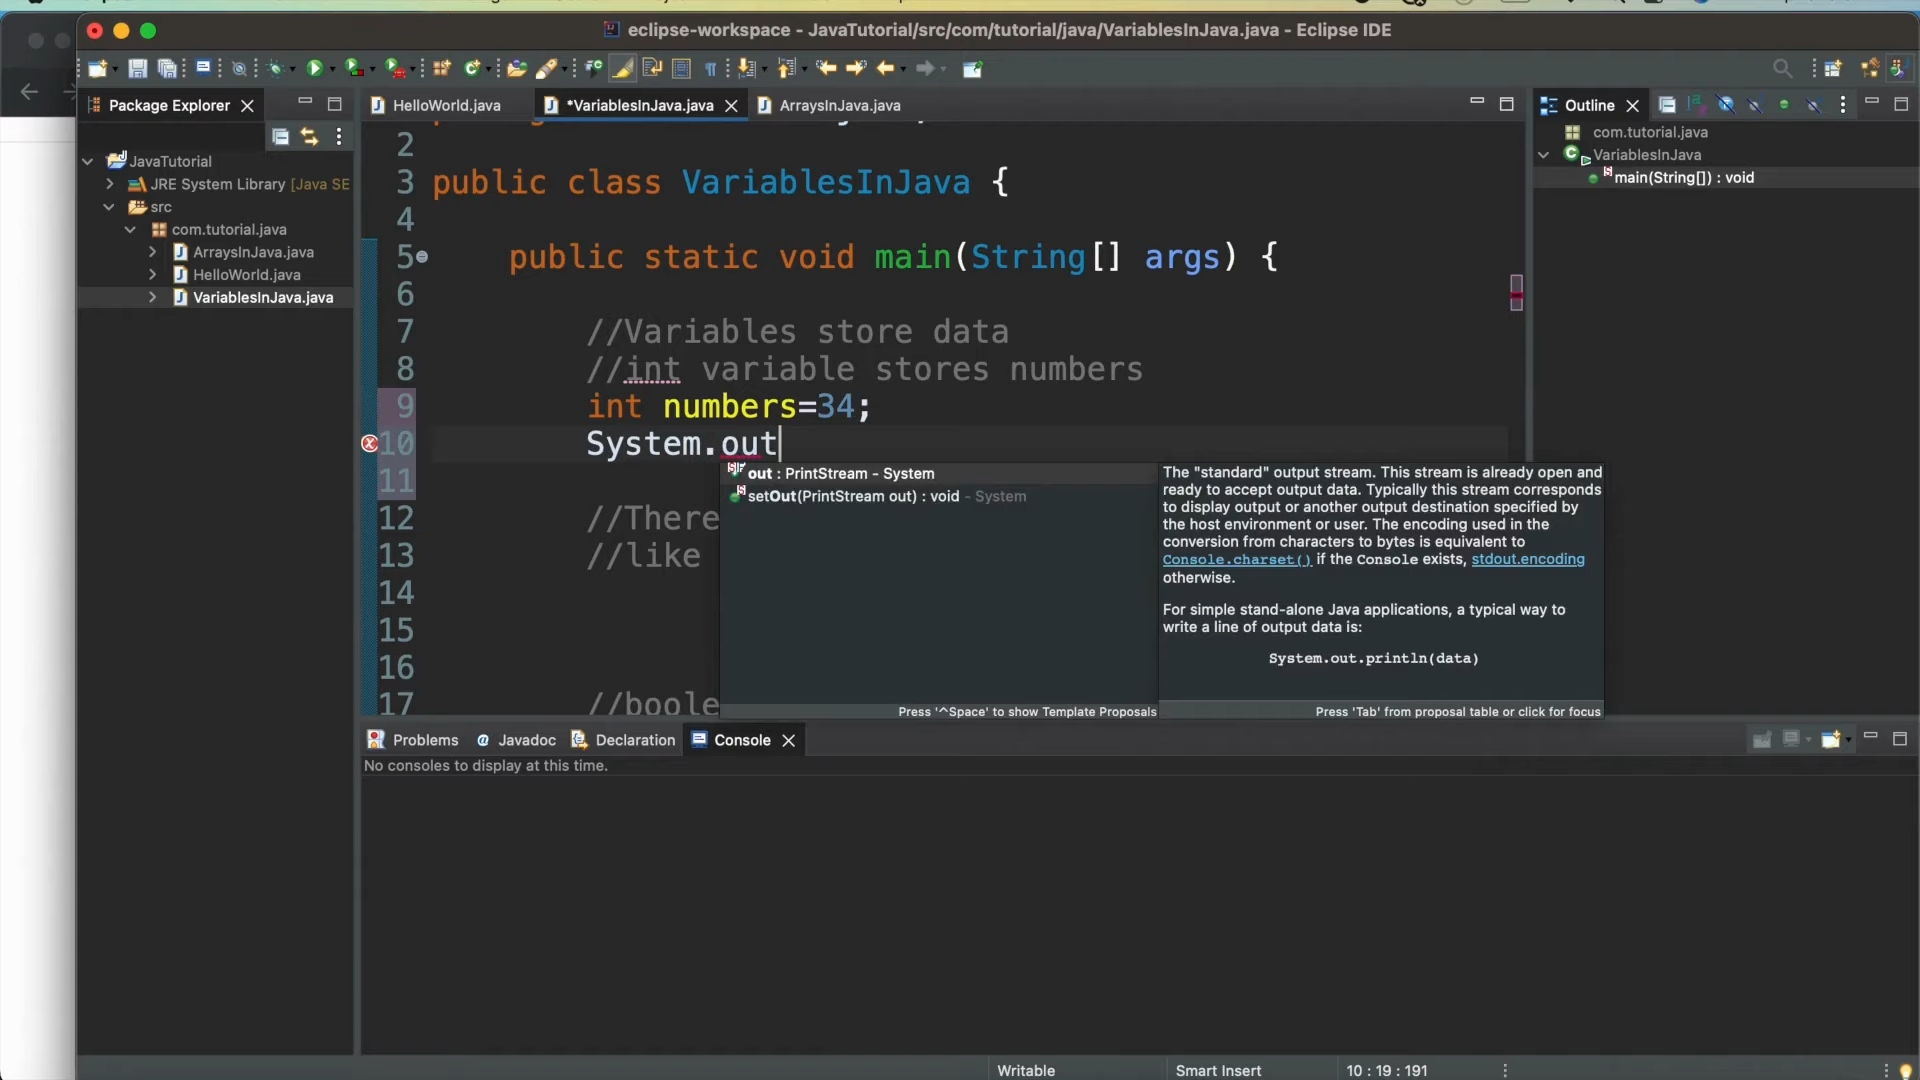 eclipse-workspace - JavaTutorial/src/com/tutorial/java/VariablesInJava.java - Eclipse IDE
Package Explorer
HelloWorld.java
*VariablesInJava.java
ArraysInJava.java
Outline
JavaTutorial
JRE System Library [Java SE
src
com.tutorial.java
ArraysInJava.java
HelloWorld.java
VariablesInJava.java
2
3 public class VariablesInJava {
4
5 public static void main(String[] args) {
6
7 //Variables store data
8 //int variable stores numbers
9 int numbers=34;
10 System.out
11
12 //There
13 //like
14
15
16
17 //boole
out : PrintStream - System
setOut(PrintStream out) : void - System
Press '^Space' to show Template Proposals
The "standard" output stream. This stream is already open and
ready to accept output data. Typically this stream corresponds
to display output or another output destination specified by
the host environment or user. The encoding used in the
conversion from characters to bytes is equivalent to
Console.charset() if the Console exists, stdout.encoding
otherwise.
For simple stand-alone Java applications, a typical way to
write a line of output data is:
System.out.println(data)
Press 'Tab' from proposal table or click for focus
com.tutorial.java
VariablesInJava
main(String[]) : void
Problems
Javadoc
Declaration
Console
No consoles to display at this time.
Writable
Smart Insert
10 : 19 : 191